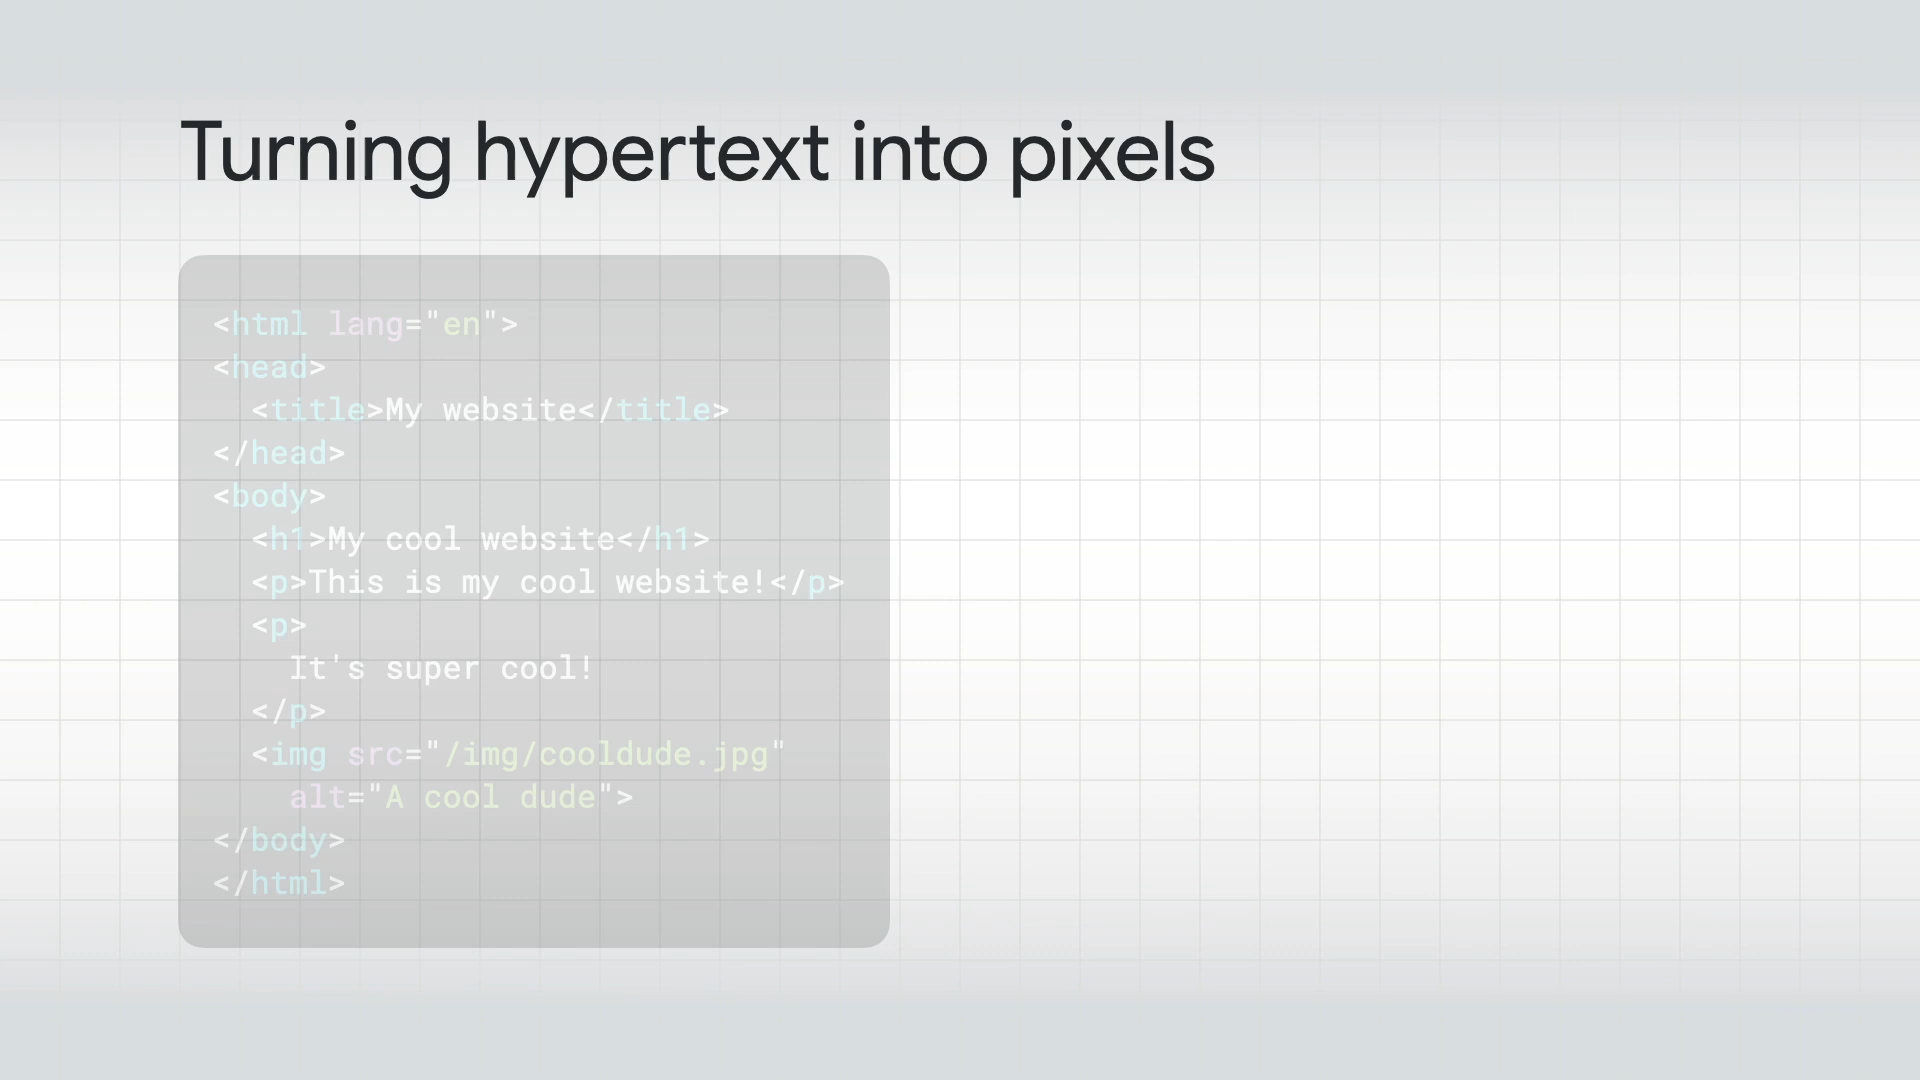 Turning hypertext into pixels
<html lang="en">
<head>
  <title>My website</title>
</head>
<body>
  <h1>My cool website</h1>
  <p>This is my cool website!</p>
  <p>
    It's super cool!
  </p>
  <img src="/img/cooldude.jpg"
    alt="A cool dude">
</body>
</html>